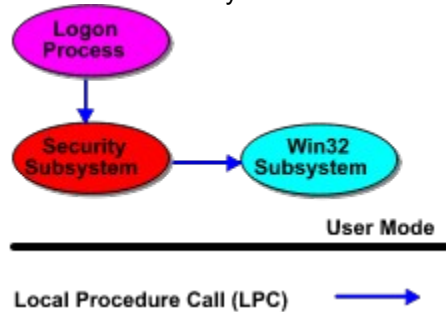 Logon
Process
Security
Subsystem
Win32
Subsystem
User Mode
Local Procedure Call (LPC)